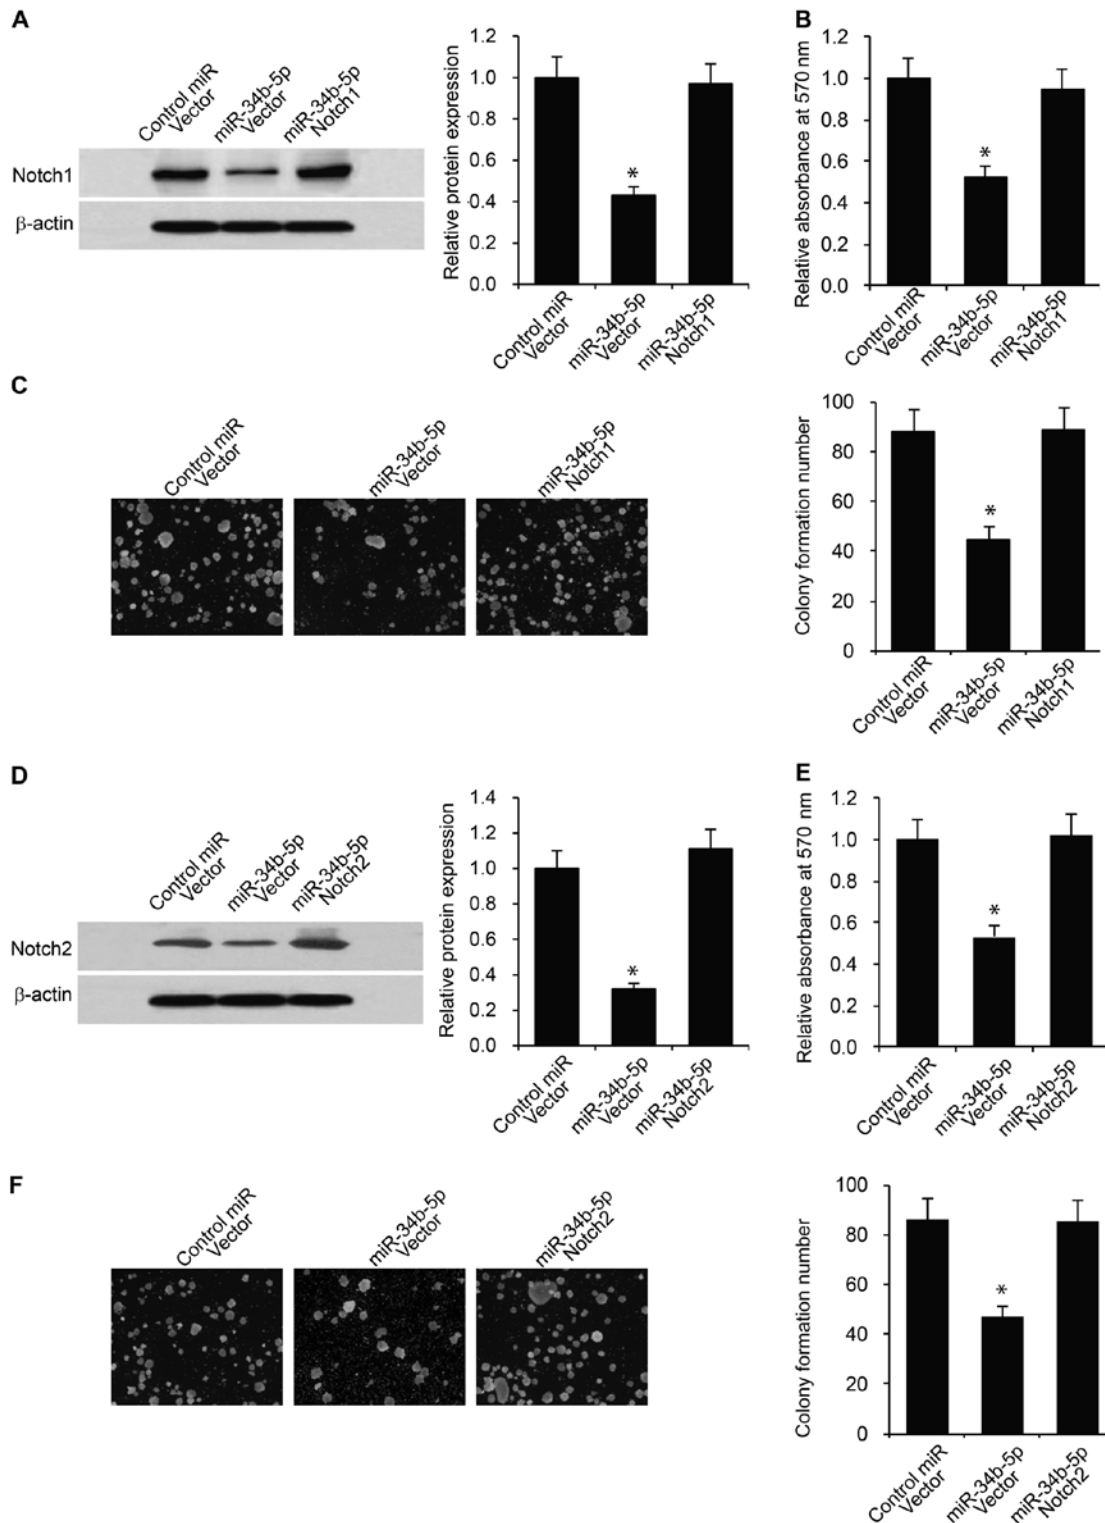 A
Control miR
Vector
miR-34b-5p
Vector
miR-34b-5p
Notch1
Notch1
β-actin
Relative protein expression
1.2
1.0
0.8
0.6
0.4
0.2
0.0
*
Control miR
Vector
miR-34b-5p
Vector
miR-34b-5p
Notch1
B
Relative absorbance at 570 nm
1.2
1.0
0.8
0.6
0.4
0.2
0.0
*
Control miR
Vector
miR-34b-5p
Vector
miR-34b-5p
Notch1
C
Control miR
Vector
miR-34b-5p
Vector
miR-34b-5p
Notch1
Colony formation number
100
80
60
40
20
0
*
Control miR
Vector
miR-34b-5p
Vector
miR-34b-5p
Notch1
D
Control miR
Vector
miR-34b-5p
Vector
miR-34b-5p
Notch2
Notch2
β-actin
Relative protein expression
1.4
1.2
1.0
0.8
0.6
0.4
0.2
0.0
*
Control miR
Vector
miR-34b-5p
Vector
miR-34b-5p
Notch2
E
Relative absorbance at 570 nm
1.2
1.0
0.8
0.6
0.4
0.2
0.0
*
Control miR
Vector
miR-34b-5p
Vector
miR-34b-5p
Notch2
F
Control miR
Vector
miR-34b-5p
Vector
miR-34b-5p
Notch2
Colony formation number
100
80
60
40
20
0
*
Control miR
Vector
miR-34b-5p
Vector
miR-34b-5p
Notch2